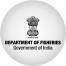 DEPARTMENT OF FISHERIES
Government of India